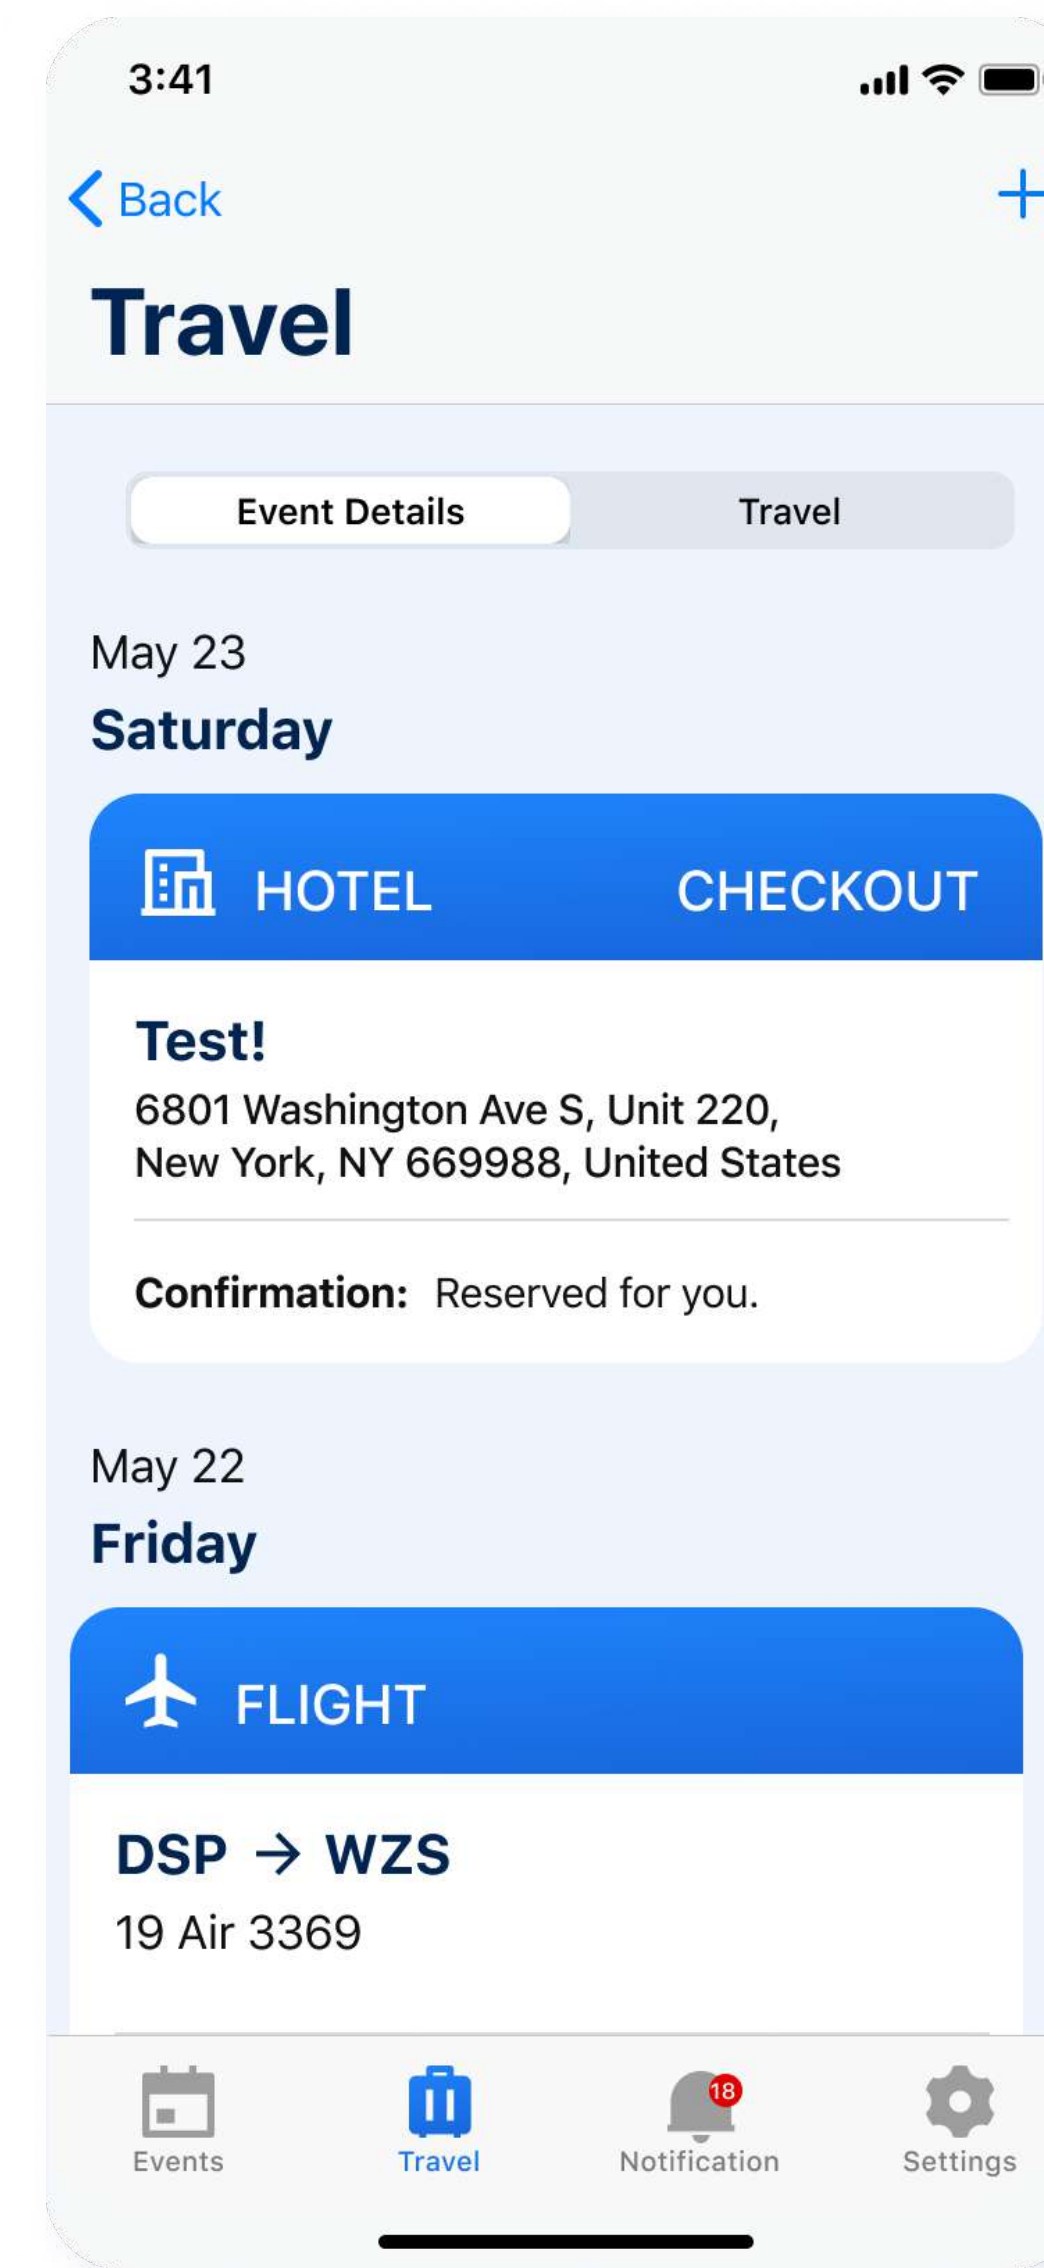 3:41
Back
+
Travel
Event Details Travel
May 23
Saturday
HOTEL CHECKOUT
Test!
6801 Washington Ave S, Unit 220,
New York, NY 669988, United States
Confirmation: Reserved for you.
May 22
Friday
FLIGHT
DSP → WZS
19 Air 3369
18
Events Travel Notification Settings